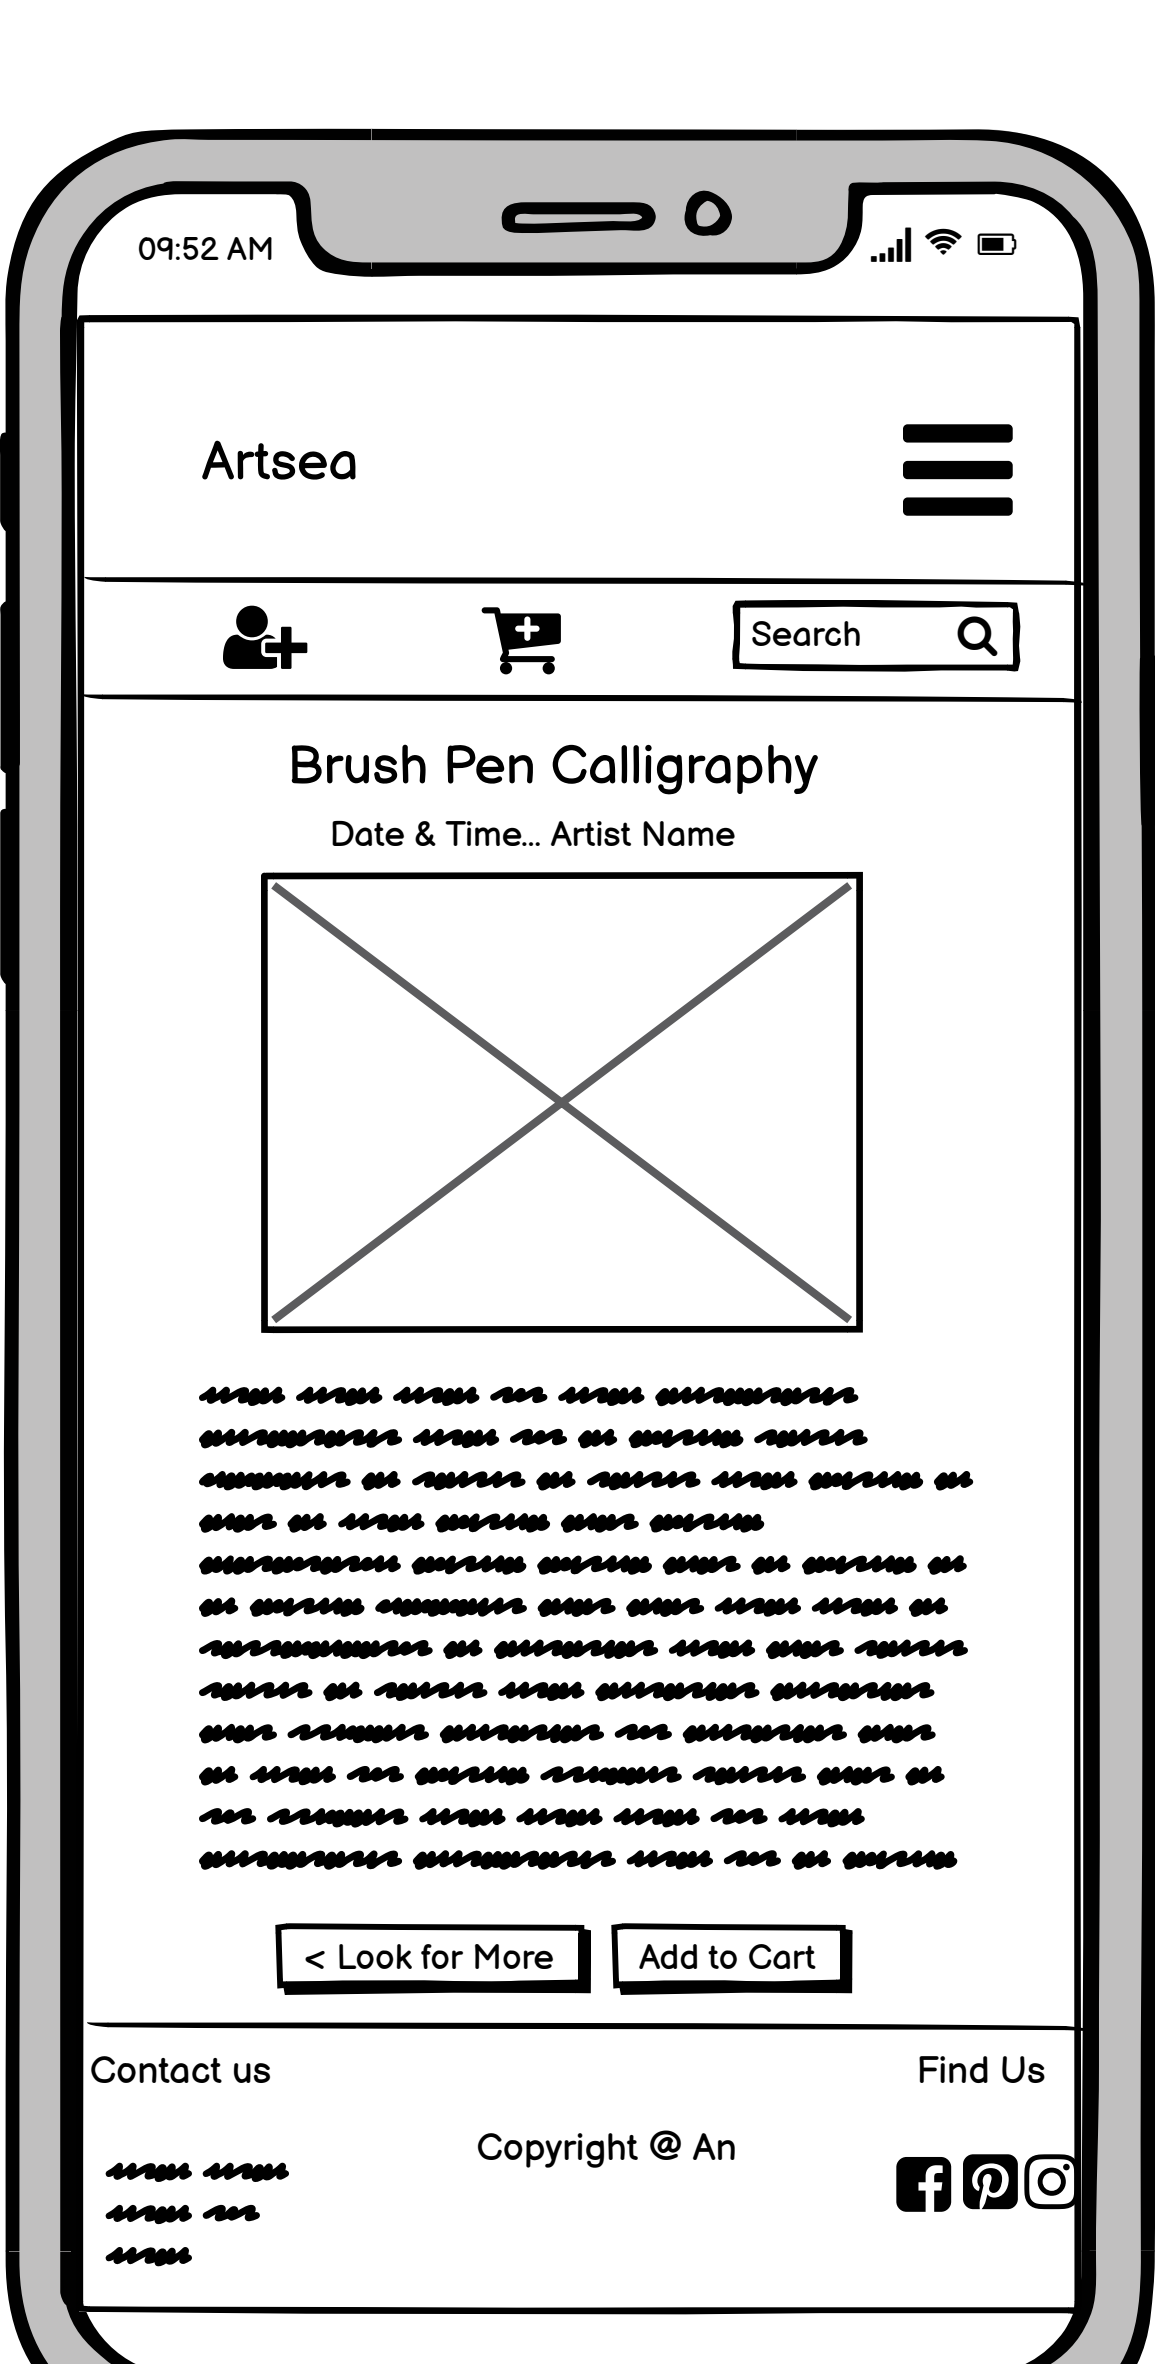 09:52 AM
Artsea
Search
Brush Pen Calligraphy
Date & Time... Artist Name
< Look for More
Add to Cart
Contact us
Find Us
Copyright @ An